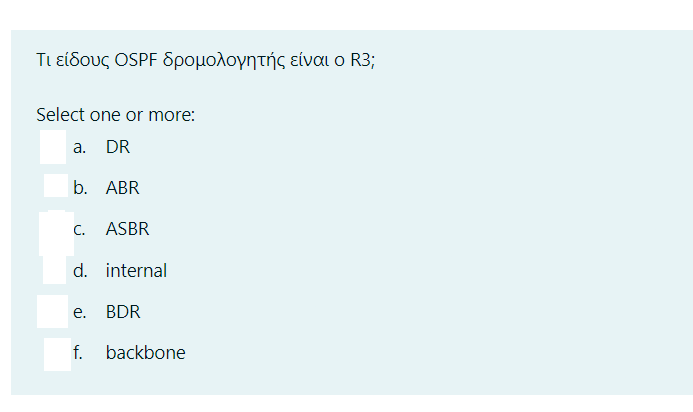 Τι είδους OSPF δρομολογητής είναι ο R3;
Select one or more:
a. DR
b. ABR
c. ASBR
d. internal
e. BDR
f. backbone